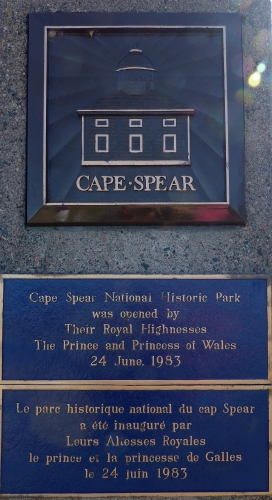 CAPE·SPEAR
Cape Spear National Historic Park
was opened by
Their Royal Highnesses
The Prince and Princess of Wales
24 June, 1983
Le parc historique national du cap Spear
a été inauguré par
Leurs Altesses Royales
le prince et la princesse de Galles
le 24 juin 1983